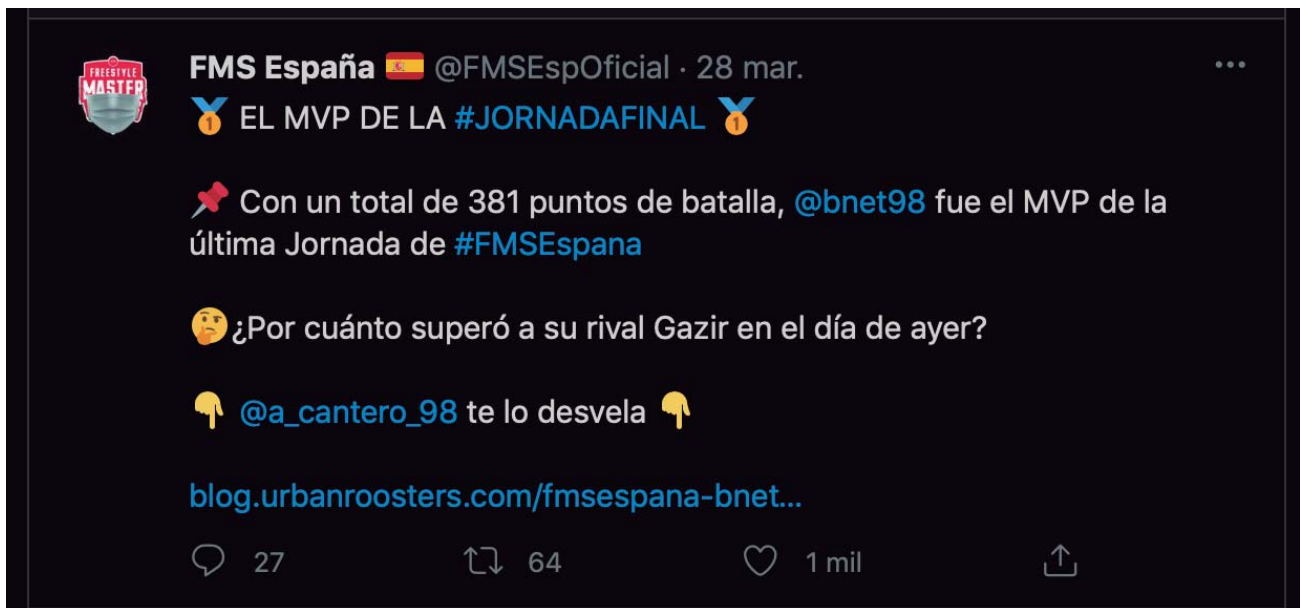 FREESTYLE
MASTER
FMS España 🇪🇸 @FMSEspOficial · 28 mar.
🥇 EL MVP DE LA #JORNADAFINAL 🥇
📌 Con un total de 381 puntos de batalla, @bnet98 fue el MVP de la
última Jornada de #FMSEspana
🤔¿Por cuánto superó a su rival Gazir en el día de ayer?
👇 @a_cantero_98 te lo desvela 👇
blog.urbanroosters.com/fmsespana-bnet...
27 64 1 mil